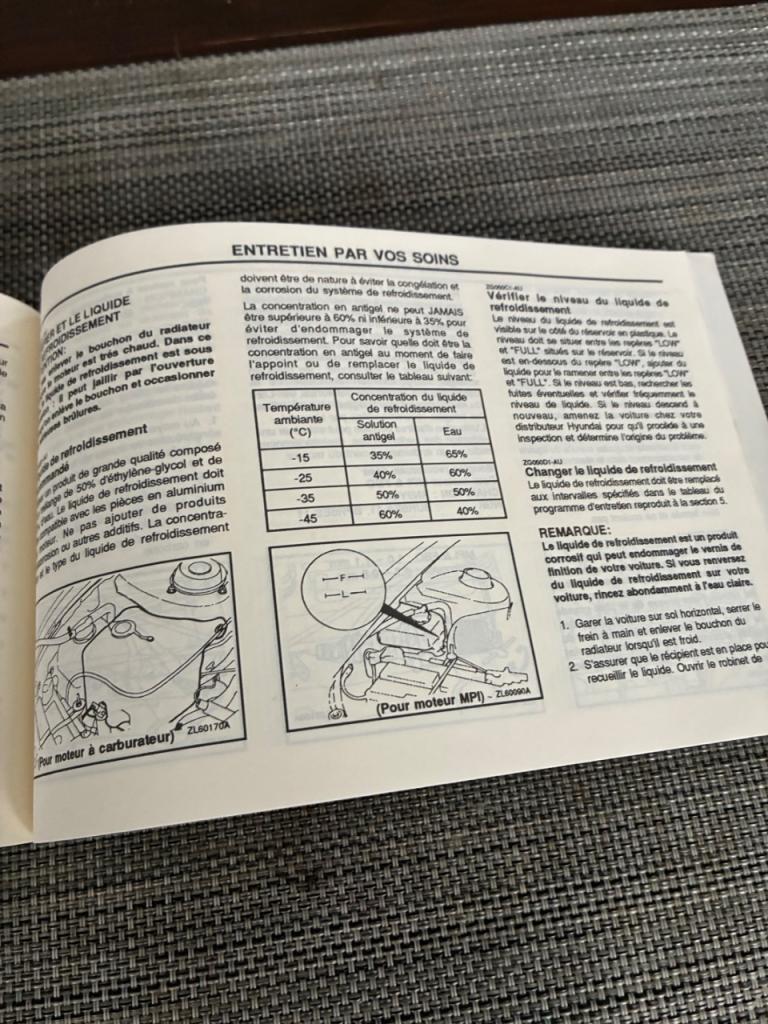 ENTRETIEN PAR VOS SOINS
ET LE LIQUIDE
le bouchon du radiateur
moteur est très chaud. Dans ce
de refroidissement est sous
Il peut jaillir par l'ouverture
enlève le bouchon et occasionner
brûlures.
de refroidissement
produit de grande qualité composé
de 50% d'éthylène-glycol et de
Le liquide de refroidissement doit
avec les pièces en aluminium
Ne pas ajouter de produits
ou autres additifs. La concentra-
et le type du liquide de refroidissement
(Pour moteur à carburateur)
ZL60170A
doivent être de nature à éviter la congélation et
la corrosion du système de refroidissement.
La concentration en antigel ne peut JAMAIS
être supérieure à 60% ni inférieure à 35% pour
éviter d'endommager le système de
refroidissement. Pour savoir quelle doit être la
concentration en antigel au moment de faire
l'appoint ou de remplacer le liquide de
refroidissement, consulter le tableau suivant:
Température
ambiante
(°C)
Concentration du liquide
de refroidissement
Solution
antigel
Eau
-15 35% 65%
-25 40% 60%
-35 50% 50%
-45 60% 40%
F
L
(Pour moteur MPI) - ZL60090A
ZG060C1-AU
Vérifier le niveau du liquide de
refroidissement
Le niveau du liquide de refroidissement est
visible sur le côté du réservoir en plastique. Le
niveau doit se situer entre les repères "LOW"
et "FULL" situés sur le réservoir. Si le niveau
est en-dessous du repère "LOW", ajouter du
liquide pour le ramener entre les repères "LOW"
et "FULL". Si le niveau est bas, rechercher les
fuites éventuelles et vérifier fréquemment le
niveau de liquide. Si le niveau descend à
nouveau, amenez la voiture chez votre
distributeur Hyundai pour qu'il procède à une
inspection et détermine l'origine du problème.
ZG060D1-AU
Changer le liquide de refroidissement
Le liquide de refroidissement doit être remplacé
aux intervalles spécifiés dans le tableau du
programme d'entretien reproduit à la section 5.
REMARQUE:
Le liquide de refroidissement est un produit
corrosif qui peut endommager le vernis de
finition de votre voiture. Si vous renversez
du liquide de refroidissement sur votre
voiture, rincez abondamment à l'eau claire.
1. Garer la voiture sur sol horizontal, serrer le
frein à main et enlever le bouchon du
radiateur lorsqu'il est froid.
2. S'assurer que le récipient est en place pour
recueillir le liquide. Ouvrir le robinet de